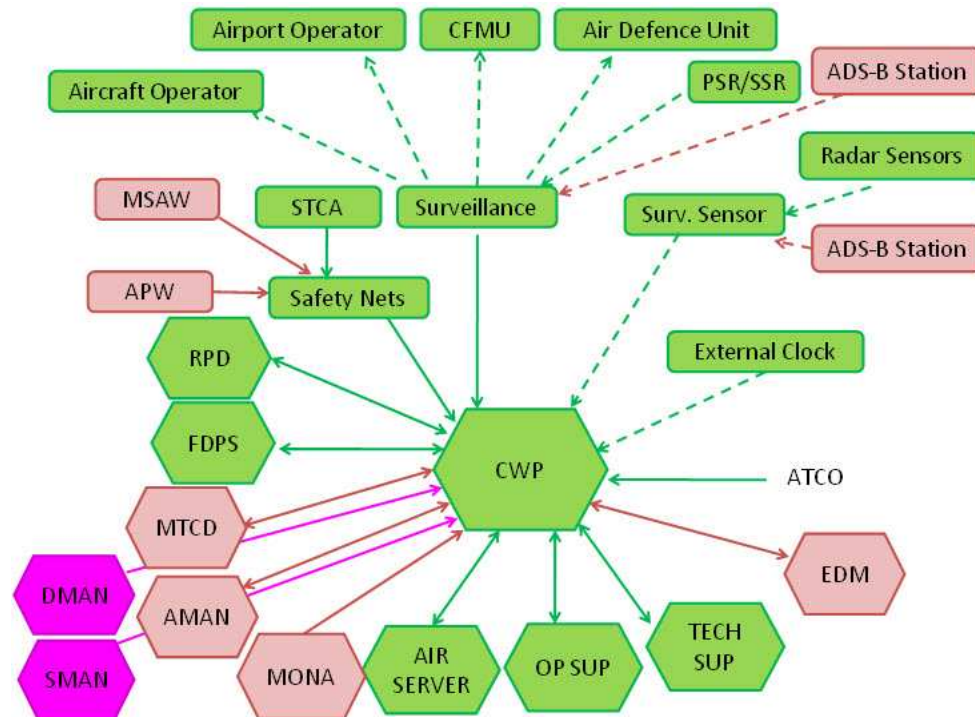 Airport Operator
CFMU
Air Defence Unit
Aircraft Operator
PSR/SSR
ADS-B Station
Radar Sensors
MSAW
STCA
Surveillance
Surv. Sensor
ADS-B Station
APW
Safety Nets
RPD
External Clock
FDPS
CWP
ATCO
MTCD
DMAN
AMAN
EDM
SMAN
MONA
AIR
SERVER
OP SUP
TECH
SUP